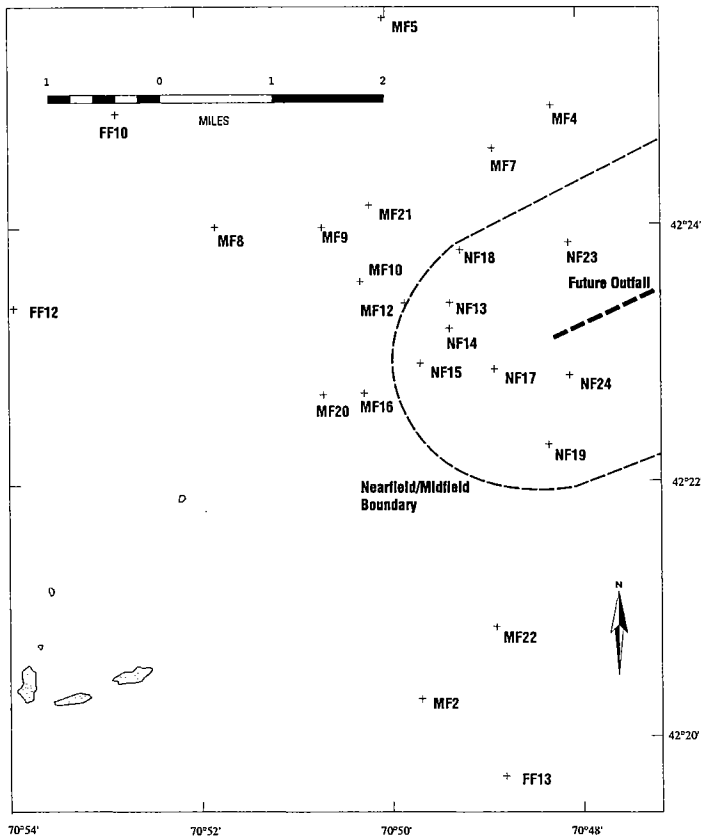 MF5
1 0 1 2
MILES
FF10
MF4
MF7
MF21
42°24'
MF8
MF9
NF18
NF23
MF10
Future Outfall
FF12
MF12
NF13
NF14
NF15
NF17
NF24
MF20
MF16
NF19
42°22'
Nearfield/Midfield
Boundary
N
MF22
MF2
42°20'
FF13
70°54' 70°52' 70°50' 70°48'